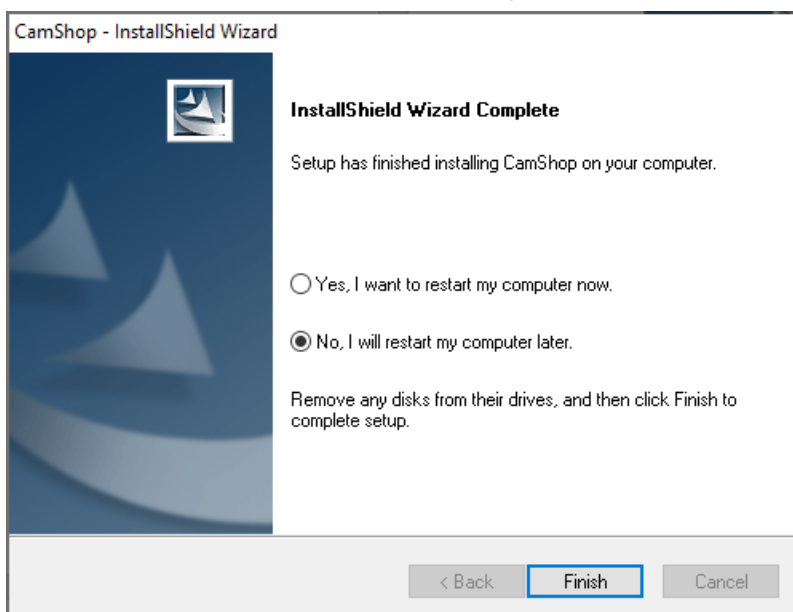 CamShop - InstallShield Wizard
InstallShield Wizard Complete
Setup has finished installing CamShop on your computer.
Yes, I want to restart my computer now.
No, I will restart my computer later.
Remove any disks from their drives, and then click Finish to
complete setup.
< Back
Finish
Cancel